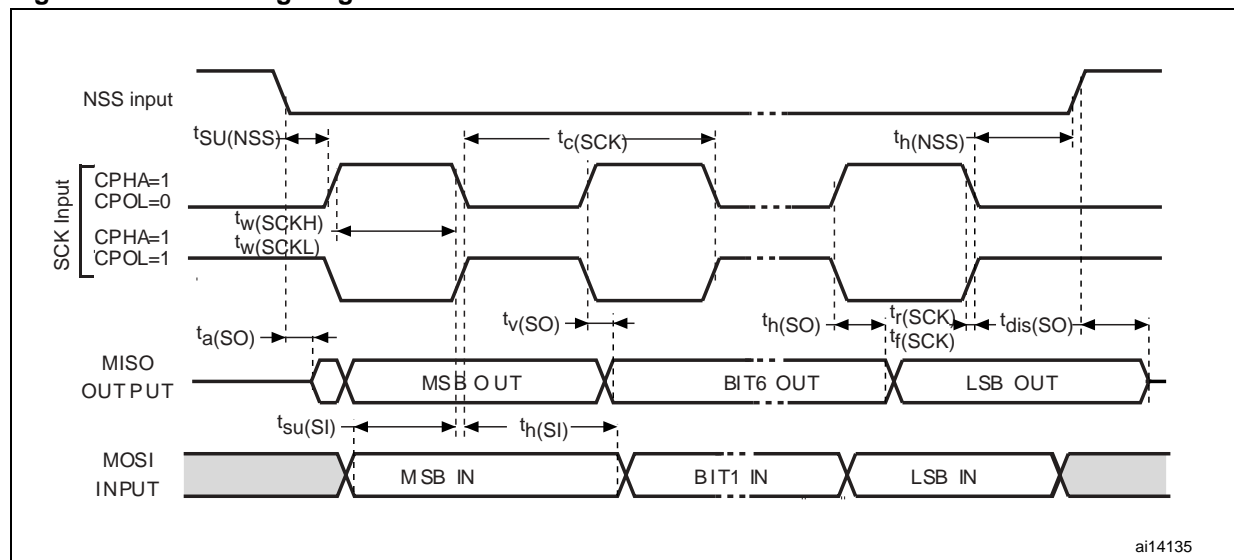 NSS input
tSU(NSS)
tc(SCK)
th(NSS)
SCK Input
CPHA=1
CPOL=0
tw(SCKH)
CPHA=1
tw(SCKL)
CPOL=1
ta(SO)
tv(SO)
th(SO)
tr(SCK)
tf(SCK)
tdis(SO)
MISO
OUTPUT
MSB OUT
BIT6 OUT
LSB OUT
tsu(SI)
th(SI)
MOSI
INPUT
MSB IN
BIT1 IN
LSB IN
ai14135